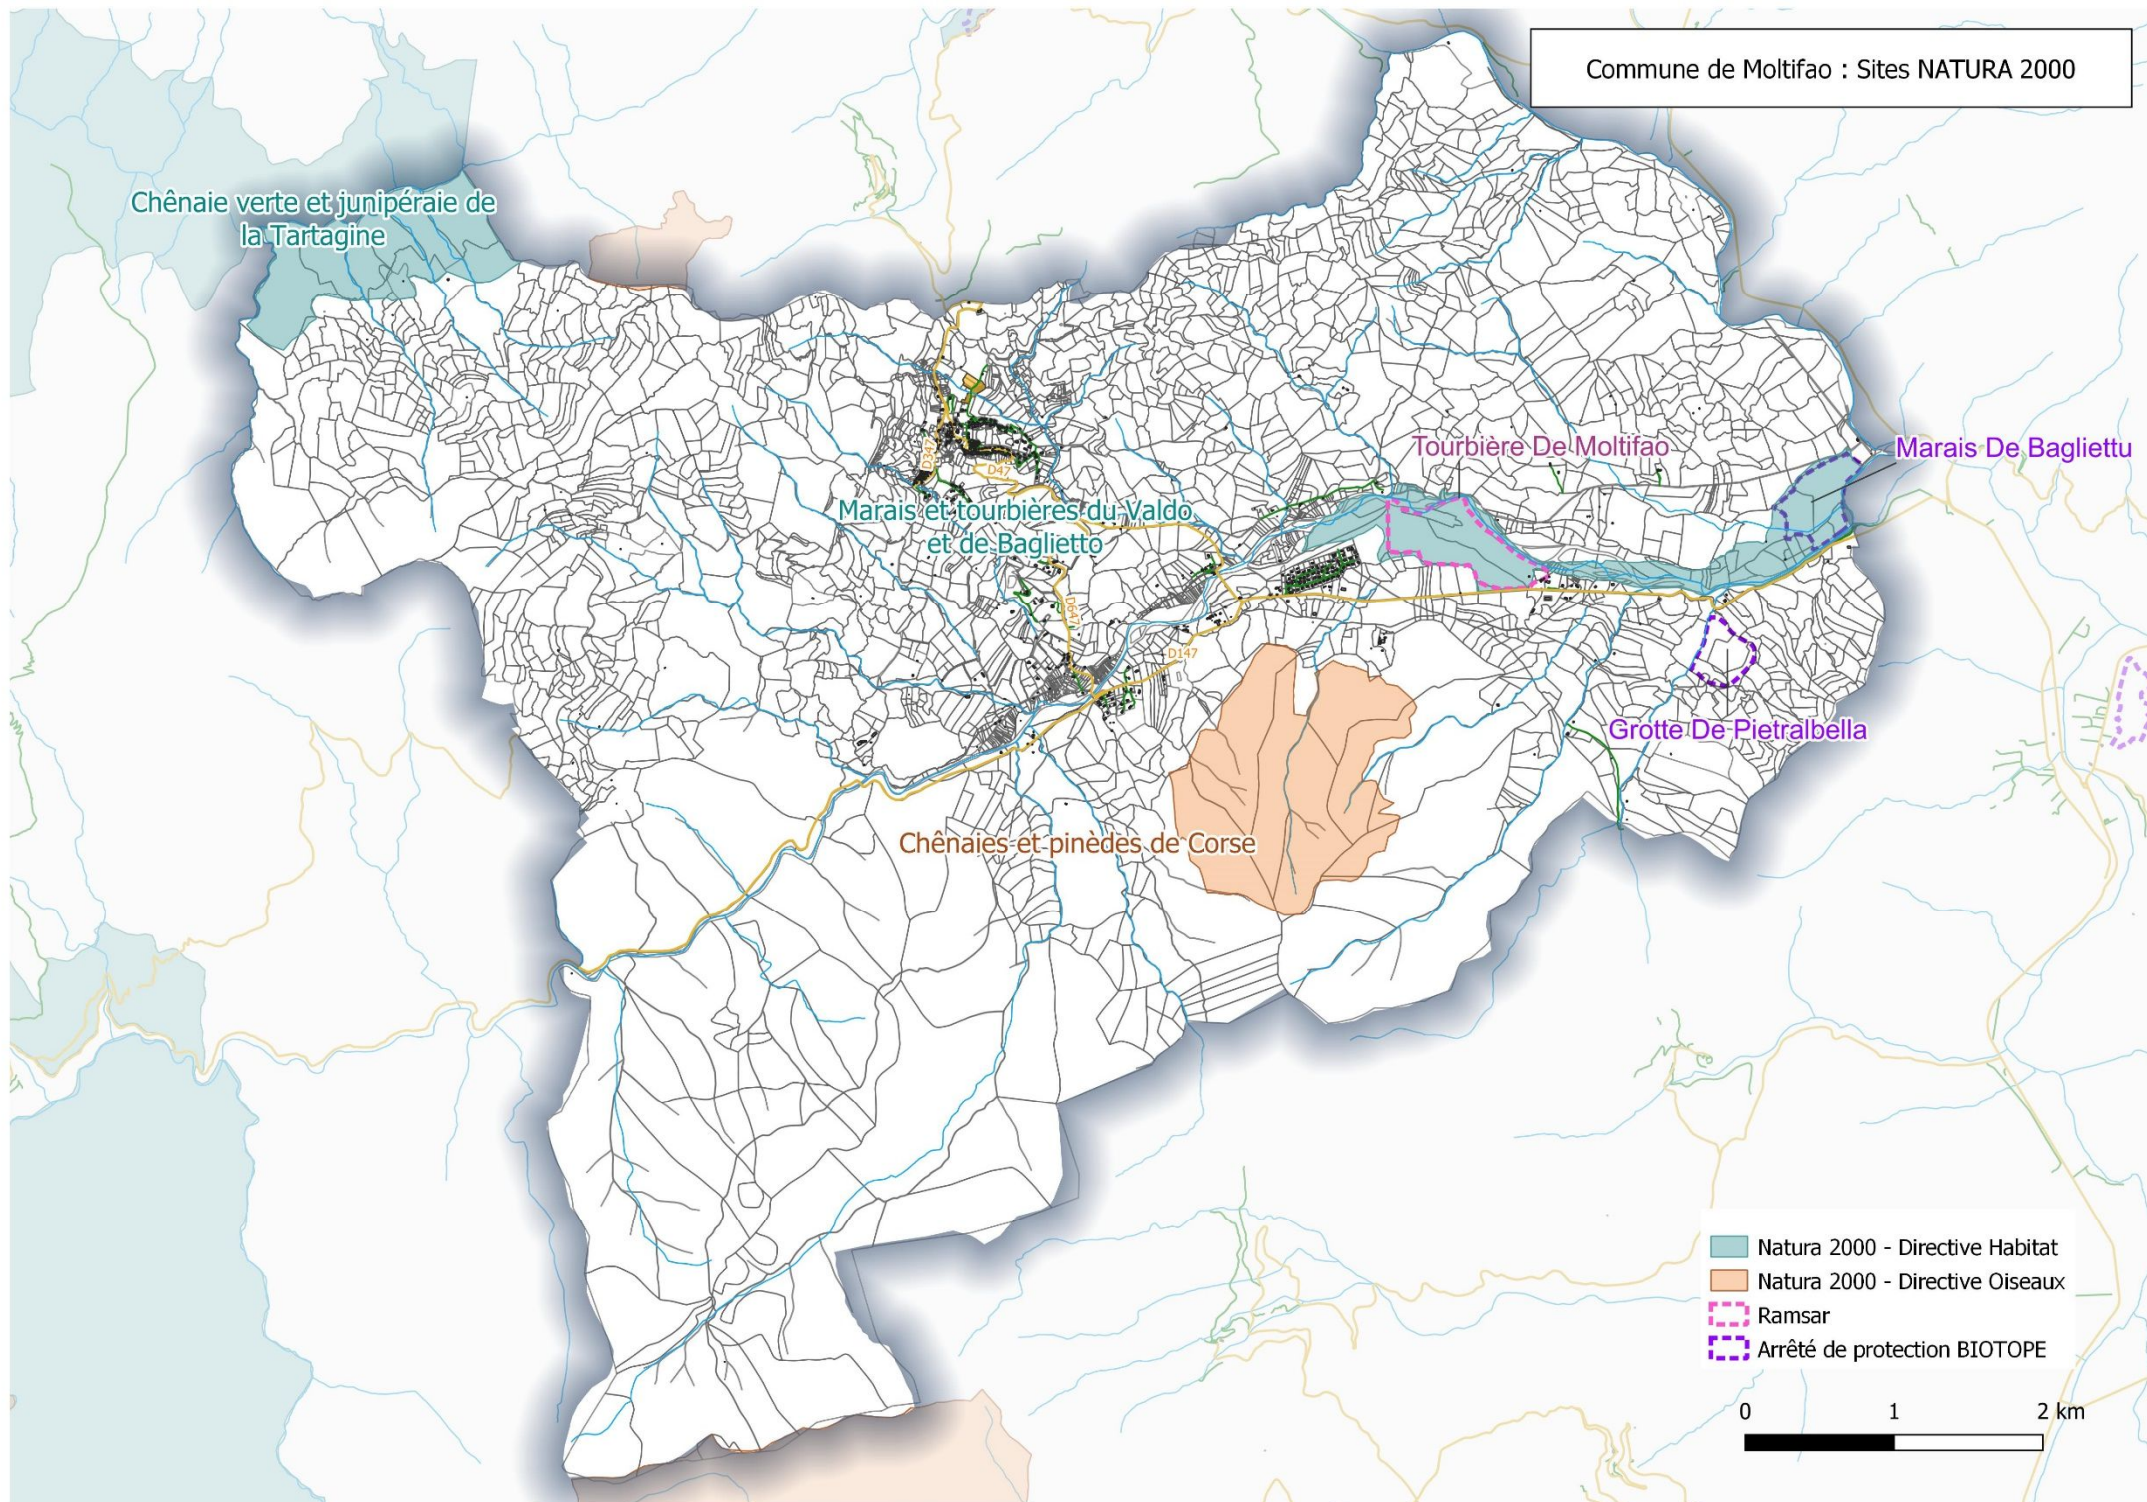 Commune de Moltifao : Sites NATURA 2000
Chênaie verte et junipéraie de
la Tartagine
D347
D47
Tourbière De Moltifao
Marais De Bagliettu
Marais et tourbières du Valdo
et de Baglietto
D647
D147
Grotte De Pietralbella
Chênaies et pinèdes de Corse
Natura 2000 - Directive Habitat
Natura 2000 - Directive Oiseaux
Ramsar
Arrêté de protection BIOTOPE
0 1 2 km